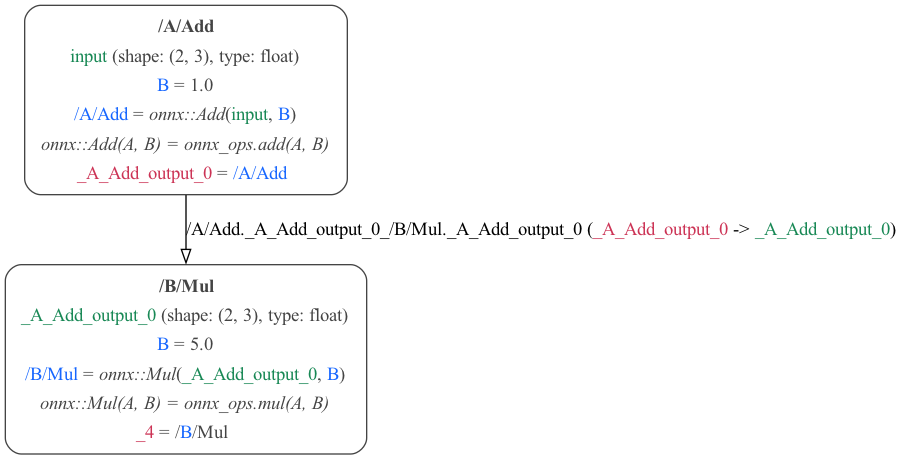 /A/Add
input (shape: (2, 3), type: float)
B = 1.0
/A/Add = onnx::Add(input, B)
onnx::Add(A, B) = onnx_ops.add(A, B)
_A_Add_output_0 = /A/Add
/A/Add._A_Add_output_0_/B/Mul._A_Add_output_0 (_A_Add_output_0 -> _A_Add_output_0)
/B/Mul
_A_Add_output_0 (shape: (2, 3), type: float)
B = 5.0
/B/Mul = onnx::Mul(_A_Add_output_0, B)
onnx::Mul(A, B) = onnx_ops.mul(A, B)
_4 = /B/Mul